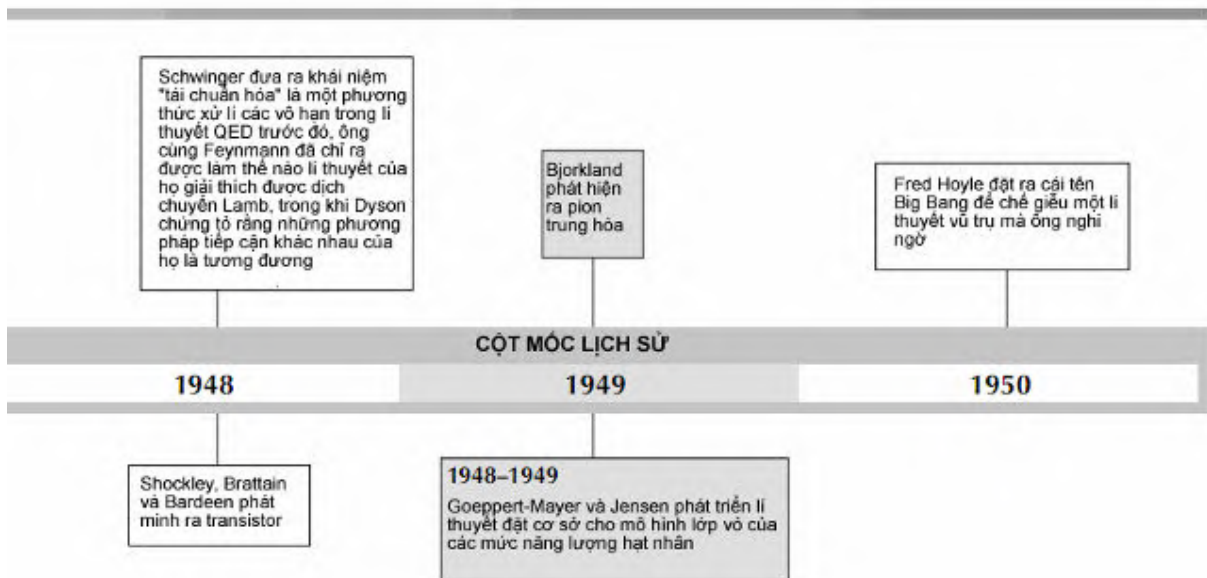 Schwinger đưa ra khái niệm
"tái chuẩn hóa" là một phương
thức xử lí các vô hạn trong lí
thuyết QED trước đó, ông
cùng Feynmann đã chỉ ra
được làm thế nào lí thuyết của
họ giải thích được dịch
chuyển Lamb, trong khi Dyson
chứng tỏ rằng những phương
pháp tiếp cận khác nhau của
họ là tương đương
Bjorkland
phát hiện
ra pion
trung hòa
Fred Hoyle đặt ra cái tên
Big Bang để chế giễu một lí
thuyết vũ trụ mà ông nghi
ngờ
CỘT MỐC LỊCH SỬ
1948
1949
1950
Shockley, Brattain
và Bardeen phát
minh ra transistor
1948–1949
Goeppert-Mayer và Jensen phát triển lí
thuyết đặt cơ sở cho mô hình lớp vỏ của
các mức năng lượng hạt nhân